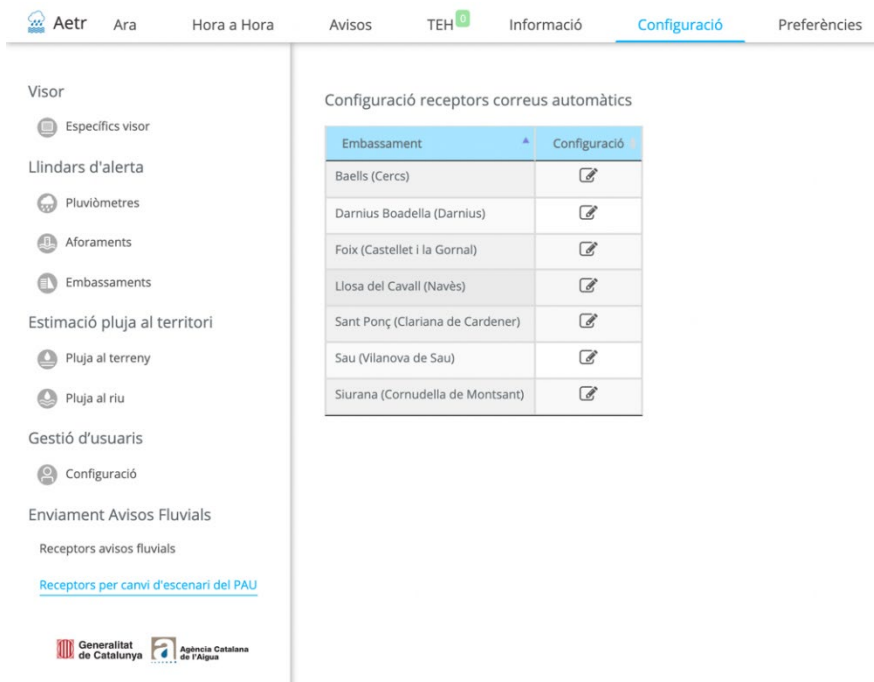 Aetr Ara Hora a Hora Avisos TEH 0 Informació Configuració Preferències
Visor
Específics visor
Llindars d'alerta
Pluviòmetres
Aforaments
Embassaments
Estimació pluja al territori
Pluja al terreny
Pluja al riu
Gestió d'usuaris
Configuració
Enviament Avisos Fluvials
Receptors avisos fluvials
Receptors per canvi d'escenari del PAU
Generalitat
de Catalunya
Agència Catalana
de l'Aigua
Configuració receptors correus automàtics
Embassament Configuració
Baells (Cercs)
Darnius Boadella (Darnius)
Foix (Castellet i la Gornal)
Llosa del Cavall (Navès)
Sant Ponç (Clariana de Cardener)
Sau (Vilanova de Sau)
Siurana (Cornudella de Montsant)